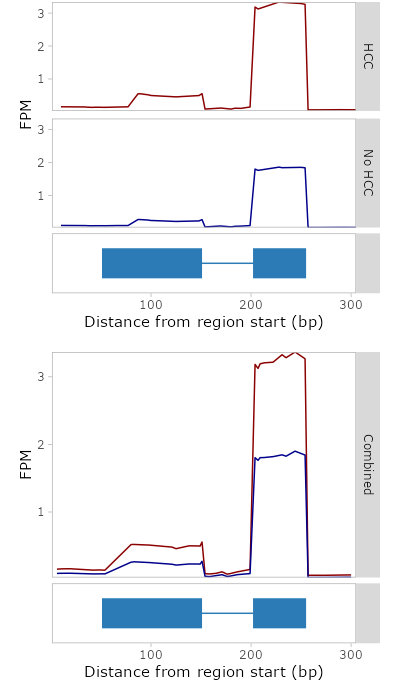 3
2
1
HCC
FPM
3
2
1
No HCC
100 200 300
Distance from region start (bp)
3
2
1
FPM
Combined
100 200 300
Distance from region start (bp)